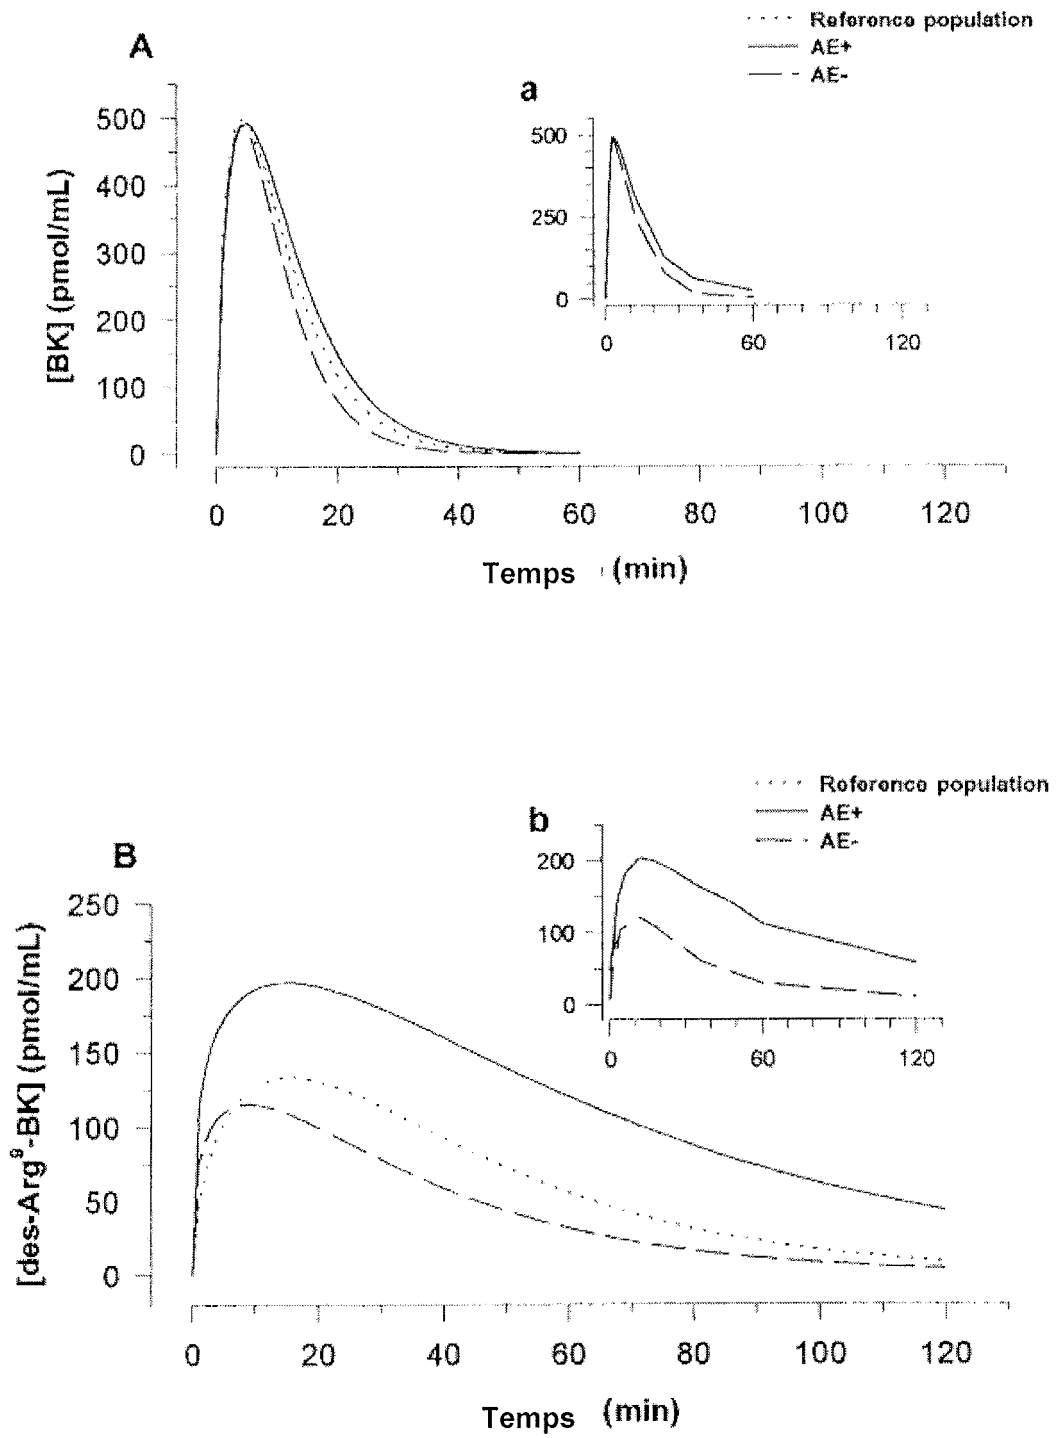 Reference population
A
AE+
AE-
a
500
400
300
200
100
0
[BK] (pmol/mL)
500
250
0
0 60 120
0 20 40 60 80 100 120
Temps (min)
Reference population
b
AE+
AE-
B
250
200
150
100
50
0
[des-Arg⁹-BK] (pmol/mL)
200
100
0
0 60 120
0 20 40 60 80 100 120
Temps (min)